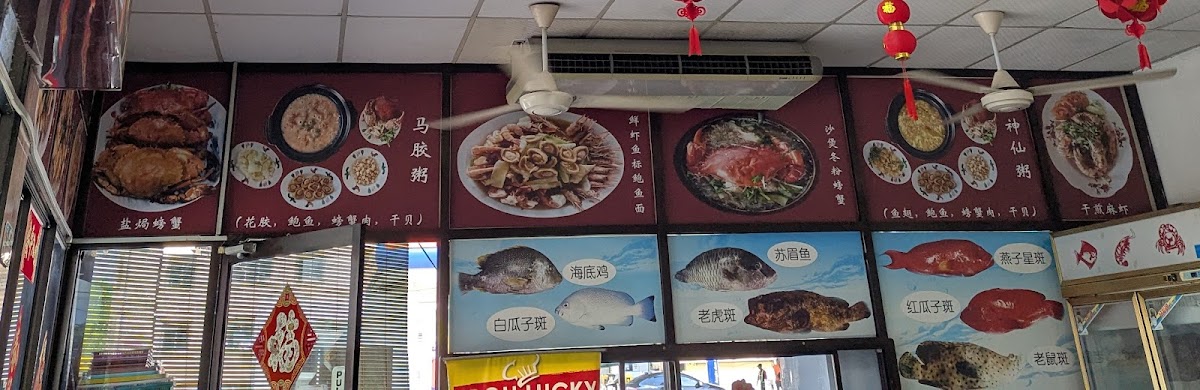 盐焗螃蟹
马胶粥
(花胶，鲍鱼，螃蟹肉，干贝)
鲜虾鱼标鲍鱼面
沙煲冬粉螃蟹
神仙粥
(鱼翅，鲍鱼，螃蟹肉，干贝)
干煎麻虾
海底鸡
白瓜子斑
苏眉鱼
老虎斑
燕子星斑
红瓜子斑
老鼠斑
福
LUCKY